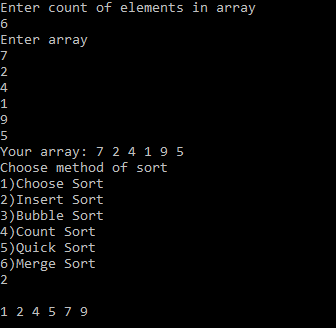 Enter count of elements in array
6
Enter array
7
2
4
1
9
5
Your array: 7 2 4 1 9 5
Choose method of sort
1)Choose Sort
2)Insert Sort
3)Bubble Sort
4)Count Sort
5)Quick Sort
6)Merge Sort
2
1 2 4 5 7 9